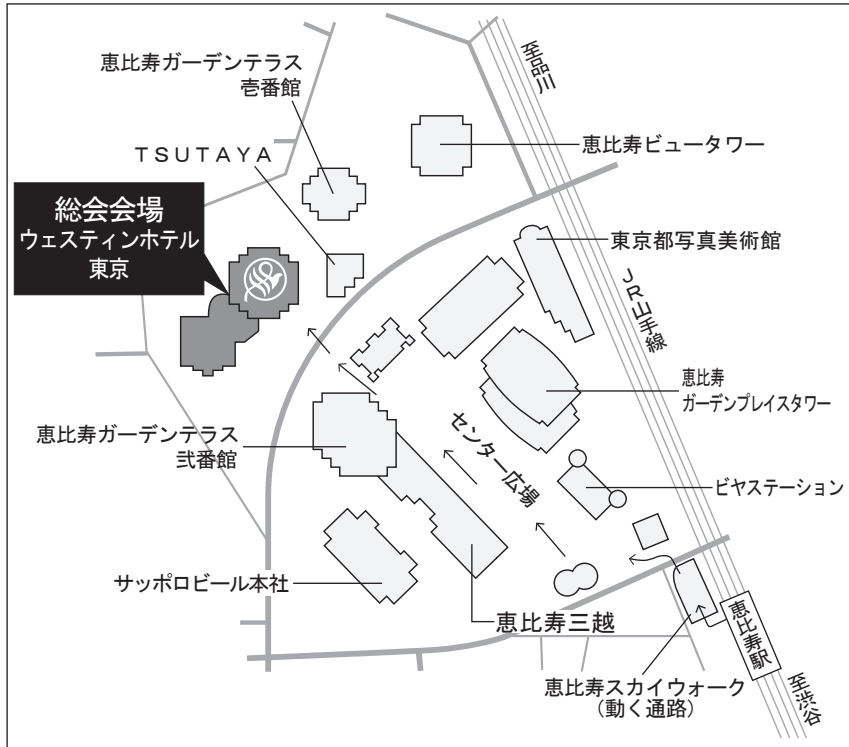 至品川
恵比寿ガーデンテラス
壱番館
恵比寿ビュータワー
ＴＳＵＴＡＹＡ
総会会場
ウェスティンホテル
東京
東京都写真美術館
ＪＲ山手線
恵比寿
ガーデンプレイスタワー
恵比寿ガーデンテラス
弐番館
センター広場
ビヤステーション
サッポロビール本社
恵比寿三越
恵比寿駅
恵比寿スカイウォーク
(動く通路)
至渋谷